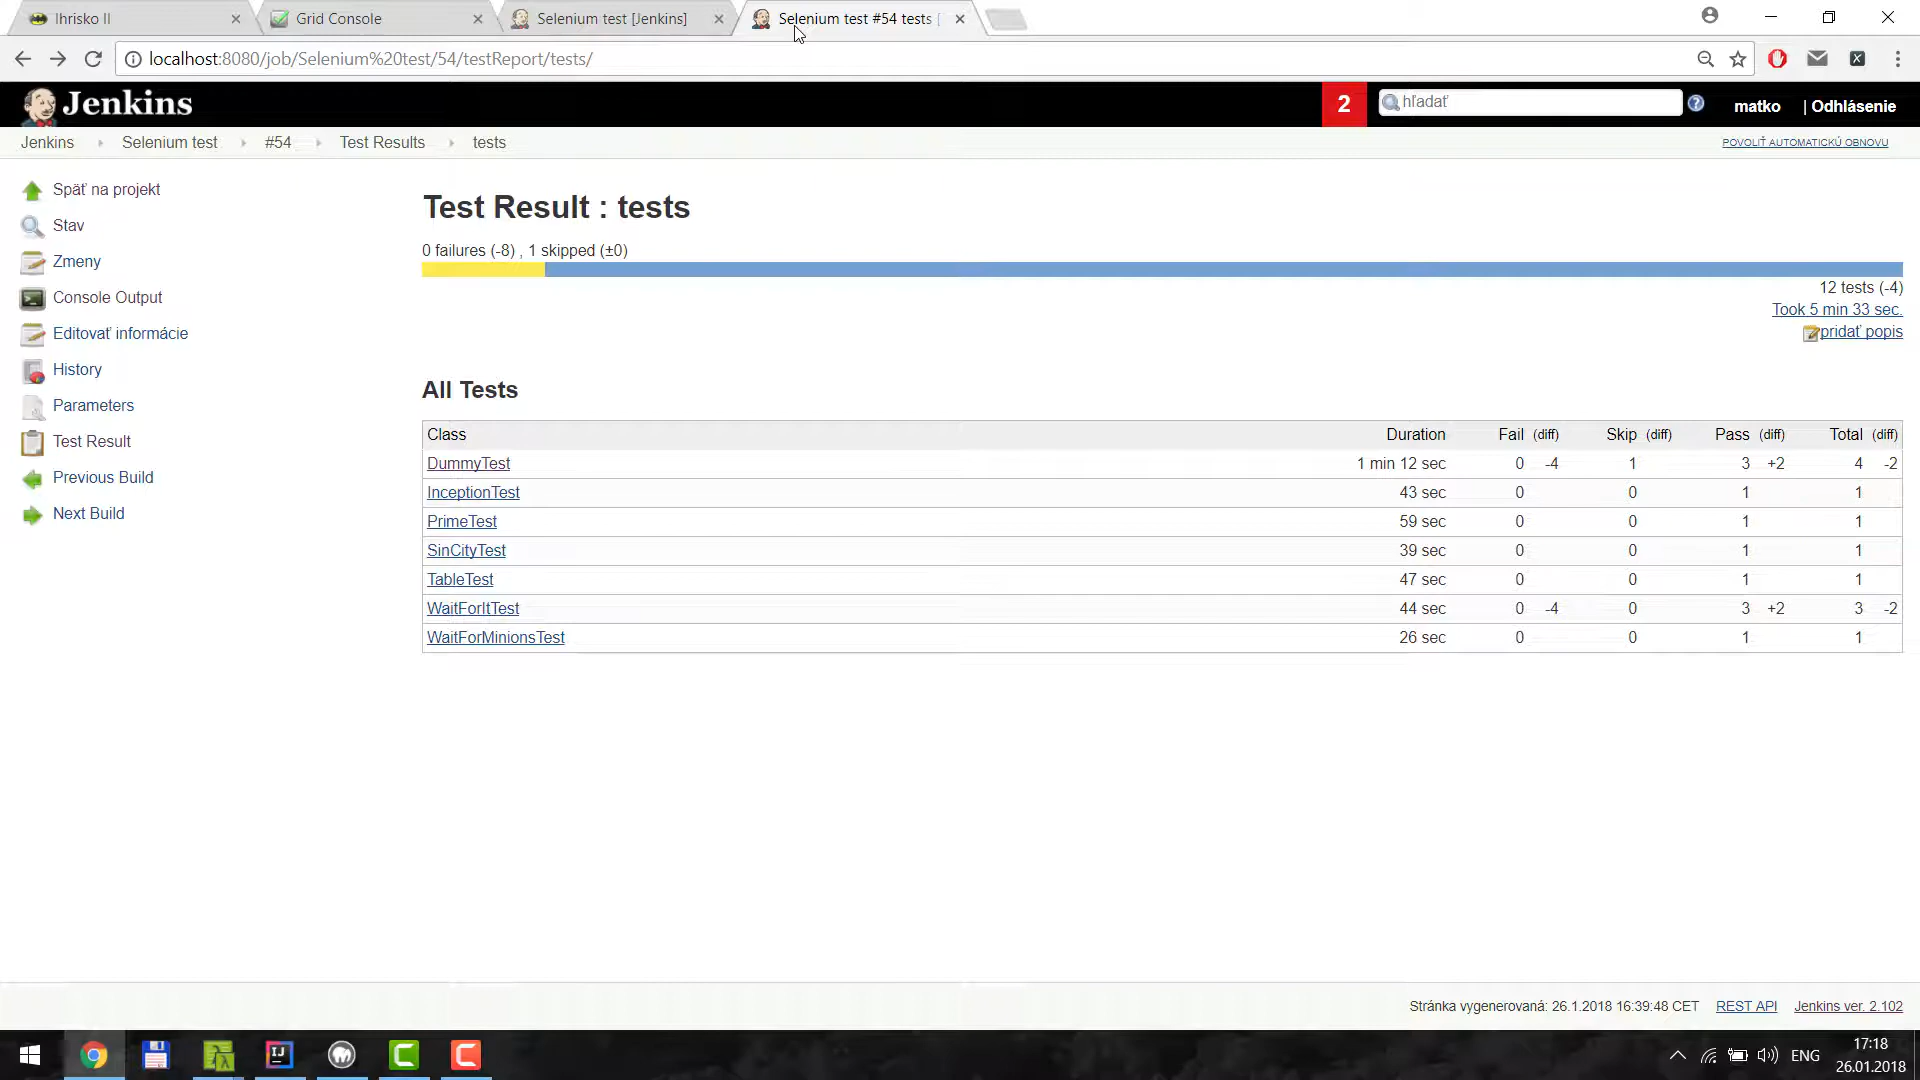 Ihrisko II
Grid Console
Selenium test [Jenkins]
Selenium test #54 tests [
localhost:8080/job/Selenium%20test/54/testReport/tests/
Jenkins
2
hľadať
matko
| Odhlásenie
Jenkins
Selenium test
#54
Test Results
tests
POVOLIŤ AUTOMATICKÚ OBNOVU
Späť na projekt
Stav
Zmeny
Console Output
Editovať informácie
History
Parameters
Test Result
Previous Build
Next Build
Test Result : tests
0 failures (-8) , 1 skipped (±0)
12 tests (-4)
Took 5 min 33 sec.
pridať popis
All Tests
Class Duration Fail (diff) Skip (diff) Pass (diff) Total (diff)
DummyTest 1 min 12 sec 0 -4 1 3 +2 4 -2
InceptionTest 43 sec 0 0 1 1
PrimeTest 59 sec 0 0 1 1
SinCityTest 39 sec 0 0 1 1
TableTest 47 sec 0 0 1 1
WaitForItTest 44 sec 0 -4 0 3 +2 3 -2
WaitForMinionsTest 26 sec 0 0 1 1
Stránka vygenerovaná: 26.1.2018 16:39:48 CET
REST API
Jenkins ver. 2.102
ENG
17:18
26.01.2018